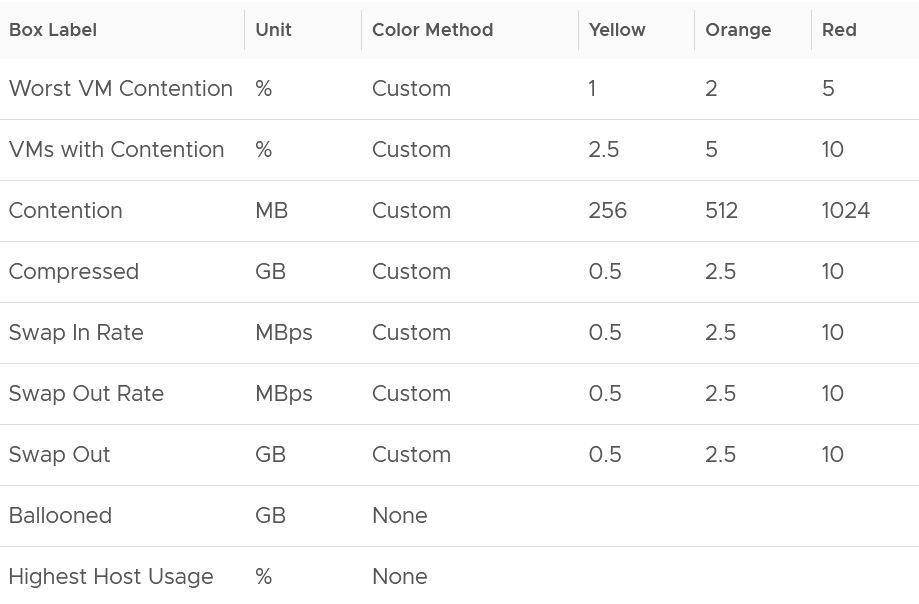 Box Label Unit Color Method Yellow Orange Red
Worst VM Contention % Custom 1 2 5
VMs with Contention % Custom 2.5 5 10
Contention MB Custom 256 512 1024
Compressed GB Custom 0.5 2.5 10
Swap In Rate MBps Custom 0.5 2.5 10
Swap Out Rate MBps Custom 0.5 2.5 10
Swap Out GB Custom 0.5 2.5 10
Ballooned GB None
Highest Host Usage % None